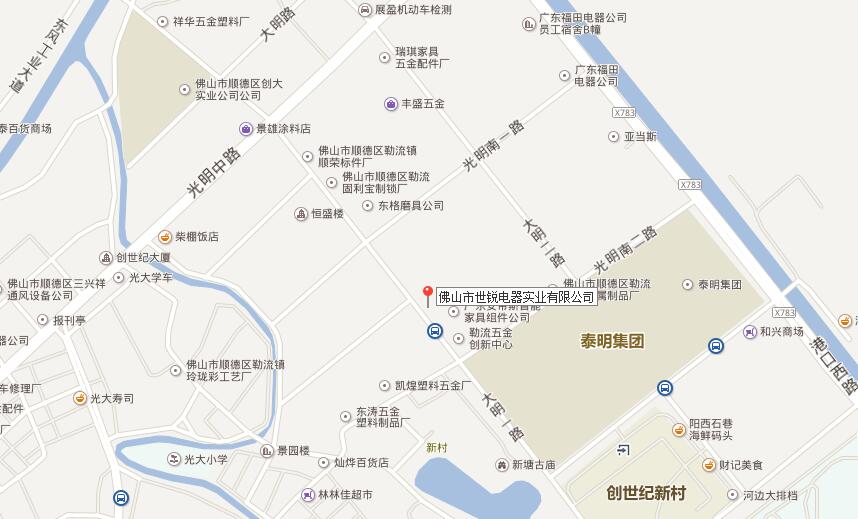 展盈机动车检测
祥华五金塑料厂
大明路
广东福田电器公司
员工宿舍B幢
东风工业大道
瑞琪家具
五金配件厂
广东福田
电器公司
佛山市顺德区创大
实业公司公司
丰盛五金
X783
泰百货商场
景雄涂料店
光明南一路
亚当斯
佛山市顺德区勒流镇
顺荣标件厂
光明中路
佛山市顺德区勒流
固利宝制锁厂
X783
东格磨具公司
恒盛楼
大明二路
柴棚饭店
光明南二路
创世纪大厦
光大学车
佛山市顺德区三兴祥
通风设备公司
佛山市顺德区勒流
属制品厂
泰明集团
佛山市世锐电器实业有限公司
家具组件公司
X783
报刊亭
器公司
勒流五金
创新中心
泰明集团
和兴商场
港口西路
佛山市顺德区勒流镇
玲珑彩工艺厂
凯煌塑料五金厂
车修理厂
光大寿司
金配件
厂
东涛五金
塑料制品厂
大明一路
阳西石巷
海鲜码头
新村
景园楼
光大小学
灿烨百货店
新塘古庙
财记美食
林林佳超市
创世纪新村
河边大排档